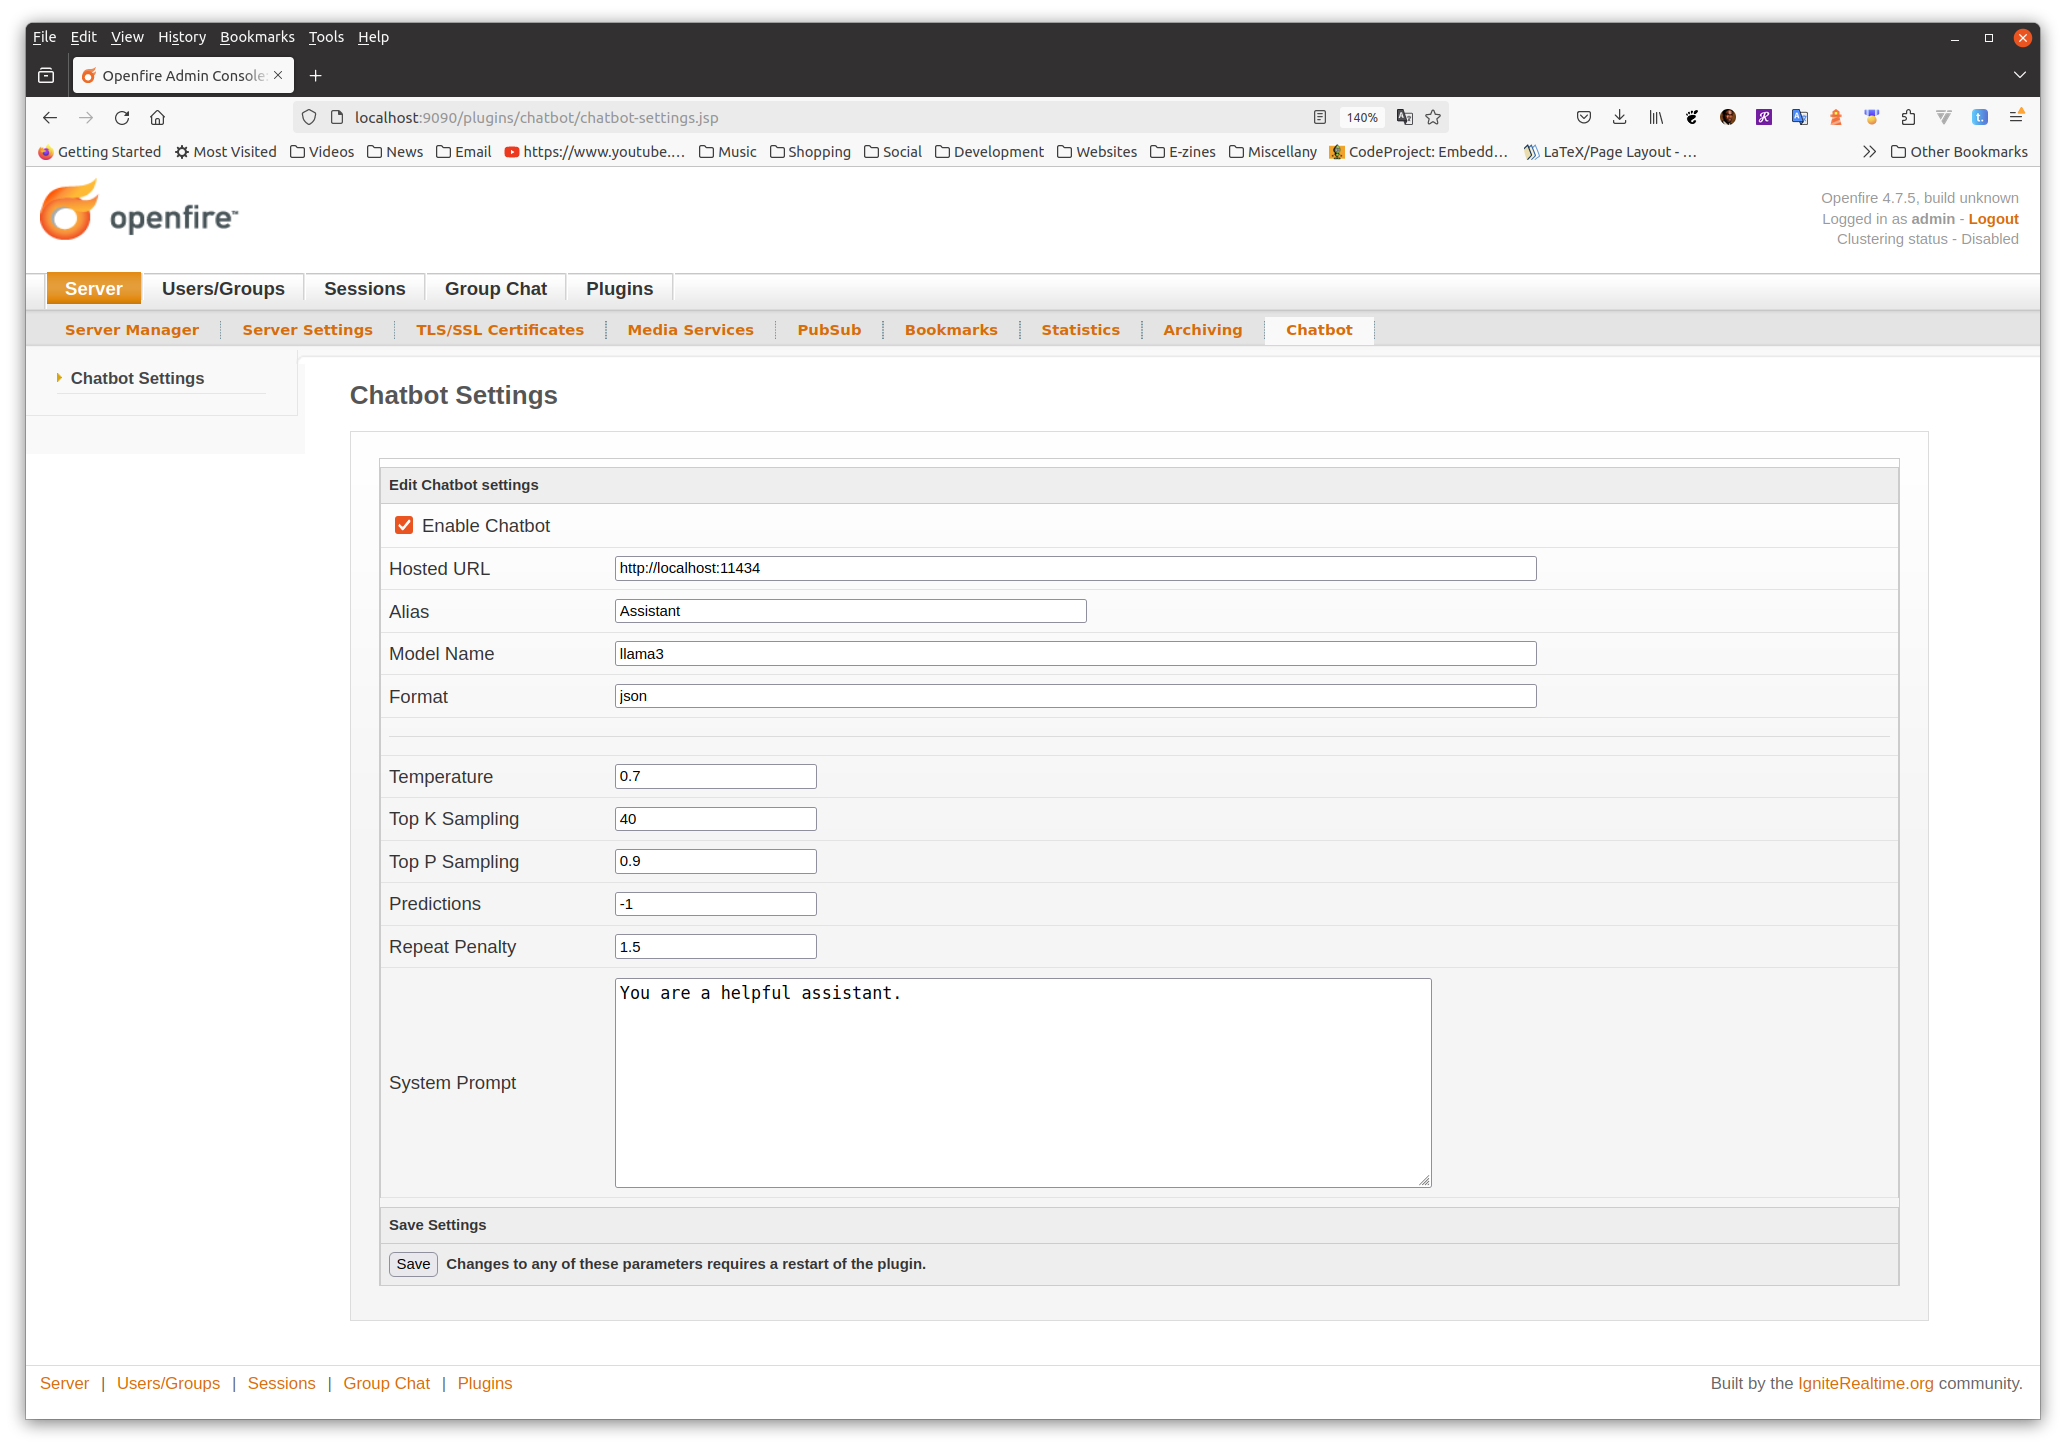 File Edit View History Bookmarks Tools Help
Openfire Admin Console:
localhost:9090/plugins/chatbot/chatbot-settings.jsp 140%
Getting Started Most Visited Videos News Email https://www.youtube.… Music Shopping Social Development Websites E-zines Miscellany CodeProject: Embedd… LaTeX/Page Layout - … Other Bookmarks
openfire™
Openfire 4.7.5, build unknown
Logged in as admin - Logout
Clustering status - Disabled
Server Users/Groups Sessions Group Chat Plugins
Server Manager Server Settings TLS/SSL Certificates Media Services PubSub Bookmarks Statistics Archiving Chatbot
Chatbot Settings
Chatbot Settings
Edit Chatbot settings
Enable Chatbot
Hosted URL http://localhost:11434
Alias Assistant
Model Name llama3
Format json
Temperature 0.7
Top K Sampling 40
Top P Sampling 0.9
Predictions -1
Repeat Penalty 1.5
System Prompt You are a helpful assistant.
Save Settings
Save Changes to any of these parameters requires a restart of the plugin.
Server | Users/Groups | Sessions | Group Chat | Plugins
Built by the IgniteRealtime.org community.